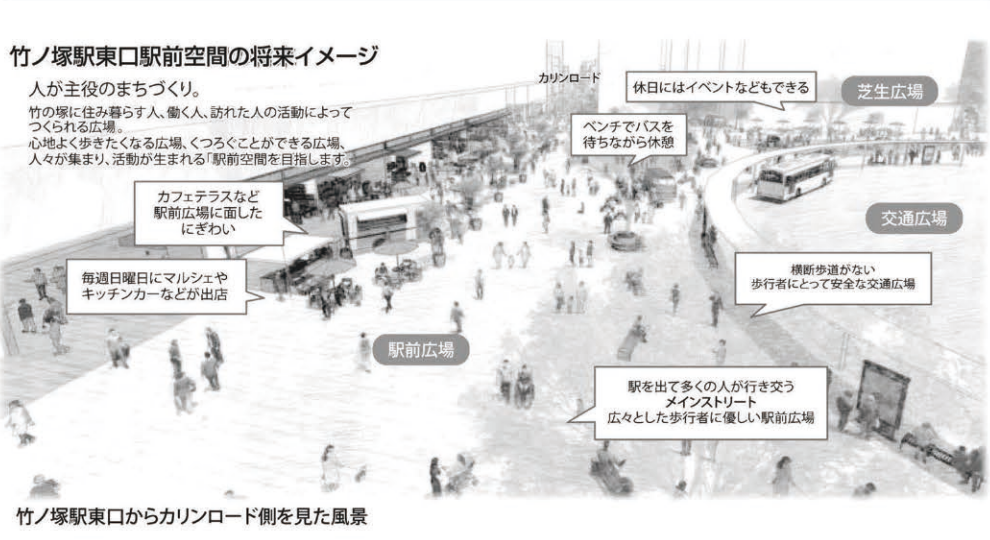 竹ノ塚駅東口駅前空間の将来イメージ
人が主役のまちづくり。
竹の塚に住み暮らす人、働く人、訪れた人の活動によって
つくられる広場。
心地よく歩きたくなる広場、くつろぐことができる広場、
人々が集まり、活動が生まれる「駅前空間を目指します。
カリンロード
休日にはイベントなどもできる
芝生広場
ベンチでバスを
待ちながら休憩
カフェテラスなど
駅前広場に面した
にぎわい
交通広場
毎週日曜日にマルシェや
キッチンカーなどが出店
横断歩道がない
歩行者にとって安全な交通広場
駅前広場
駅を出て多くの人が行き交う
メインストリート
広々とした歩行者に優しい駅前広場
竹ノ塚駅東口からカリンロード側を見た風景